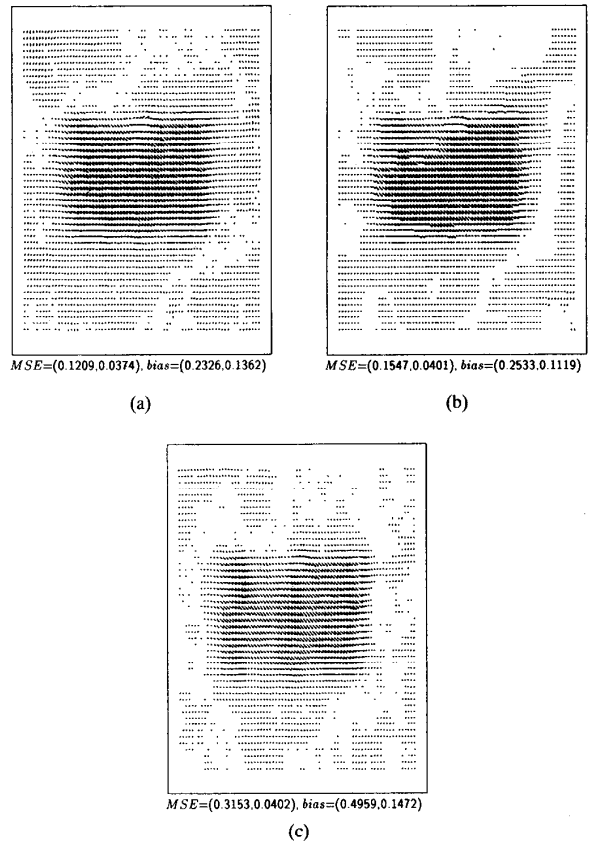 MSE=(0.1209,0.0374), bias=(0.2326,0.1362)
(a)
MSE=(0.1547,0.0401), bias=(0.2533,0.1119)
(b)
MSE=(0.3153,0.0402), bias=(0.4959,0.1472)
(c)